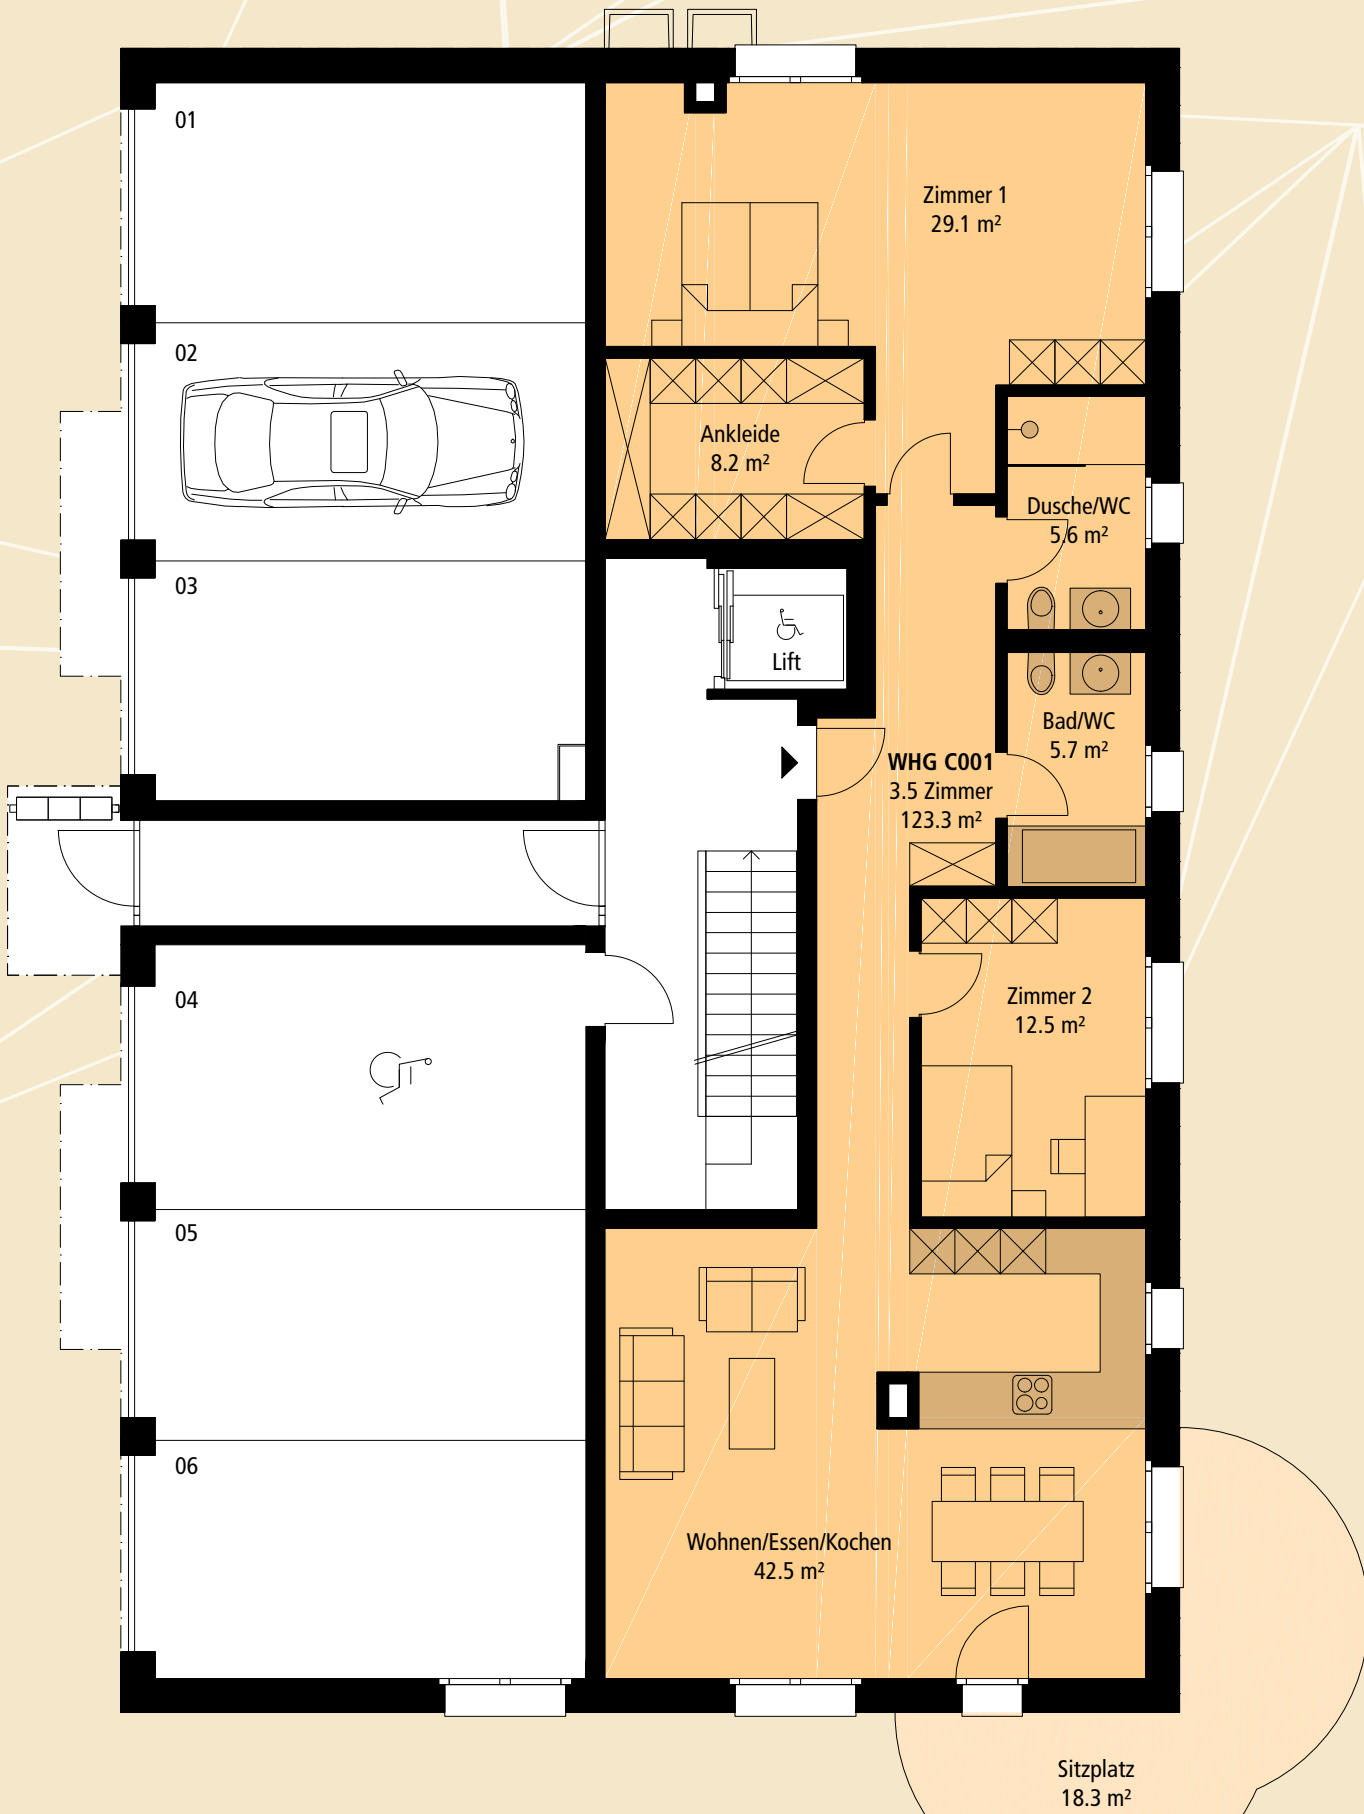 01
Zimmer 1
29.1 m²
02
Ankleide
8.2 m²
Dusche/WC
5.6 m²
03
Lift
Bad/WC
5.7 m²
WHG C001
3.5 Zimmer
123.3 m²
04
Zimmer 2
12.5 m²
05
06
Wohnen/Essen/Kochen
42.5 m²
Sitzplatz
18.3 m²